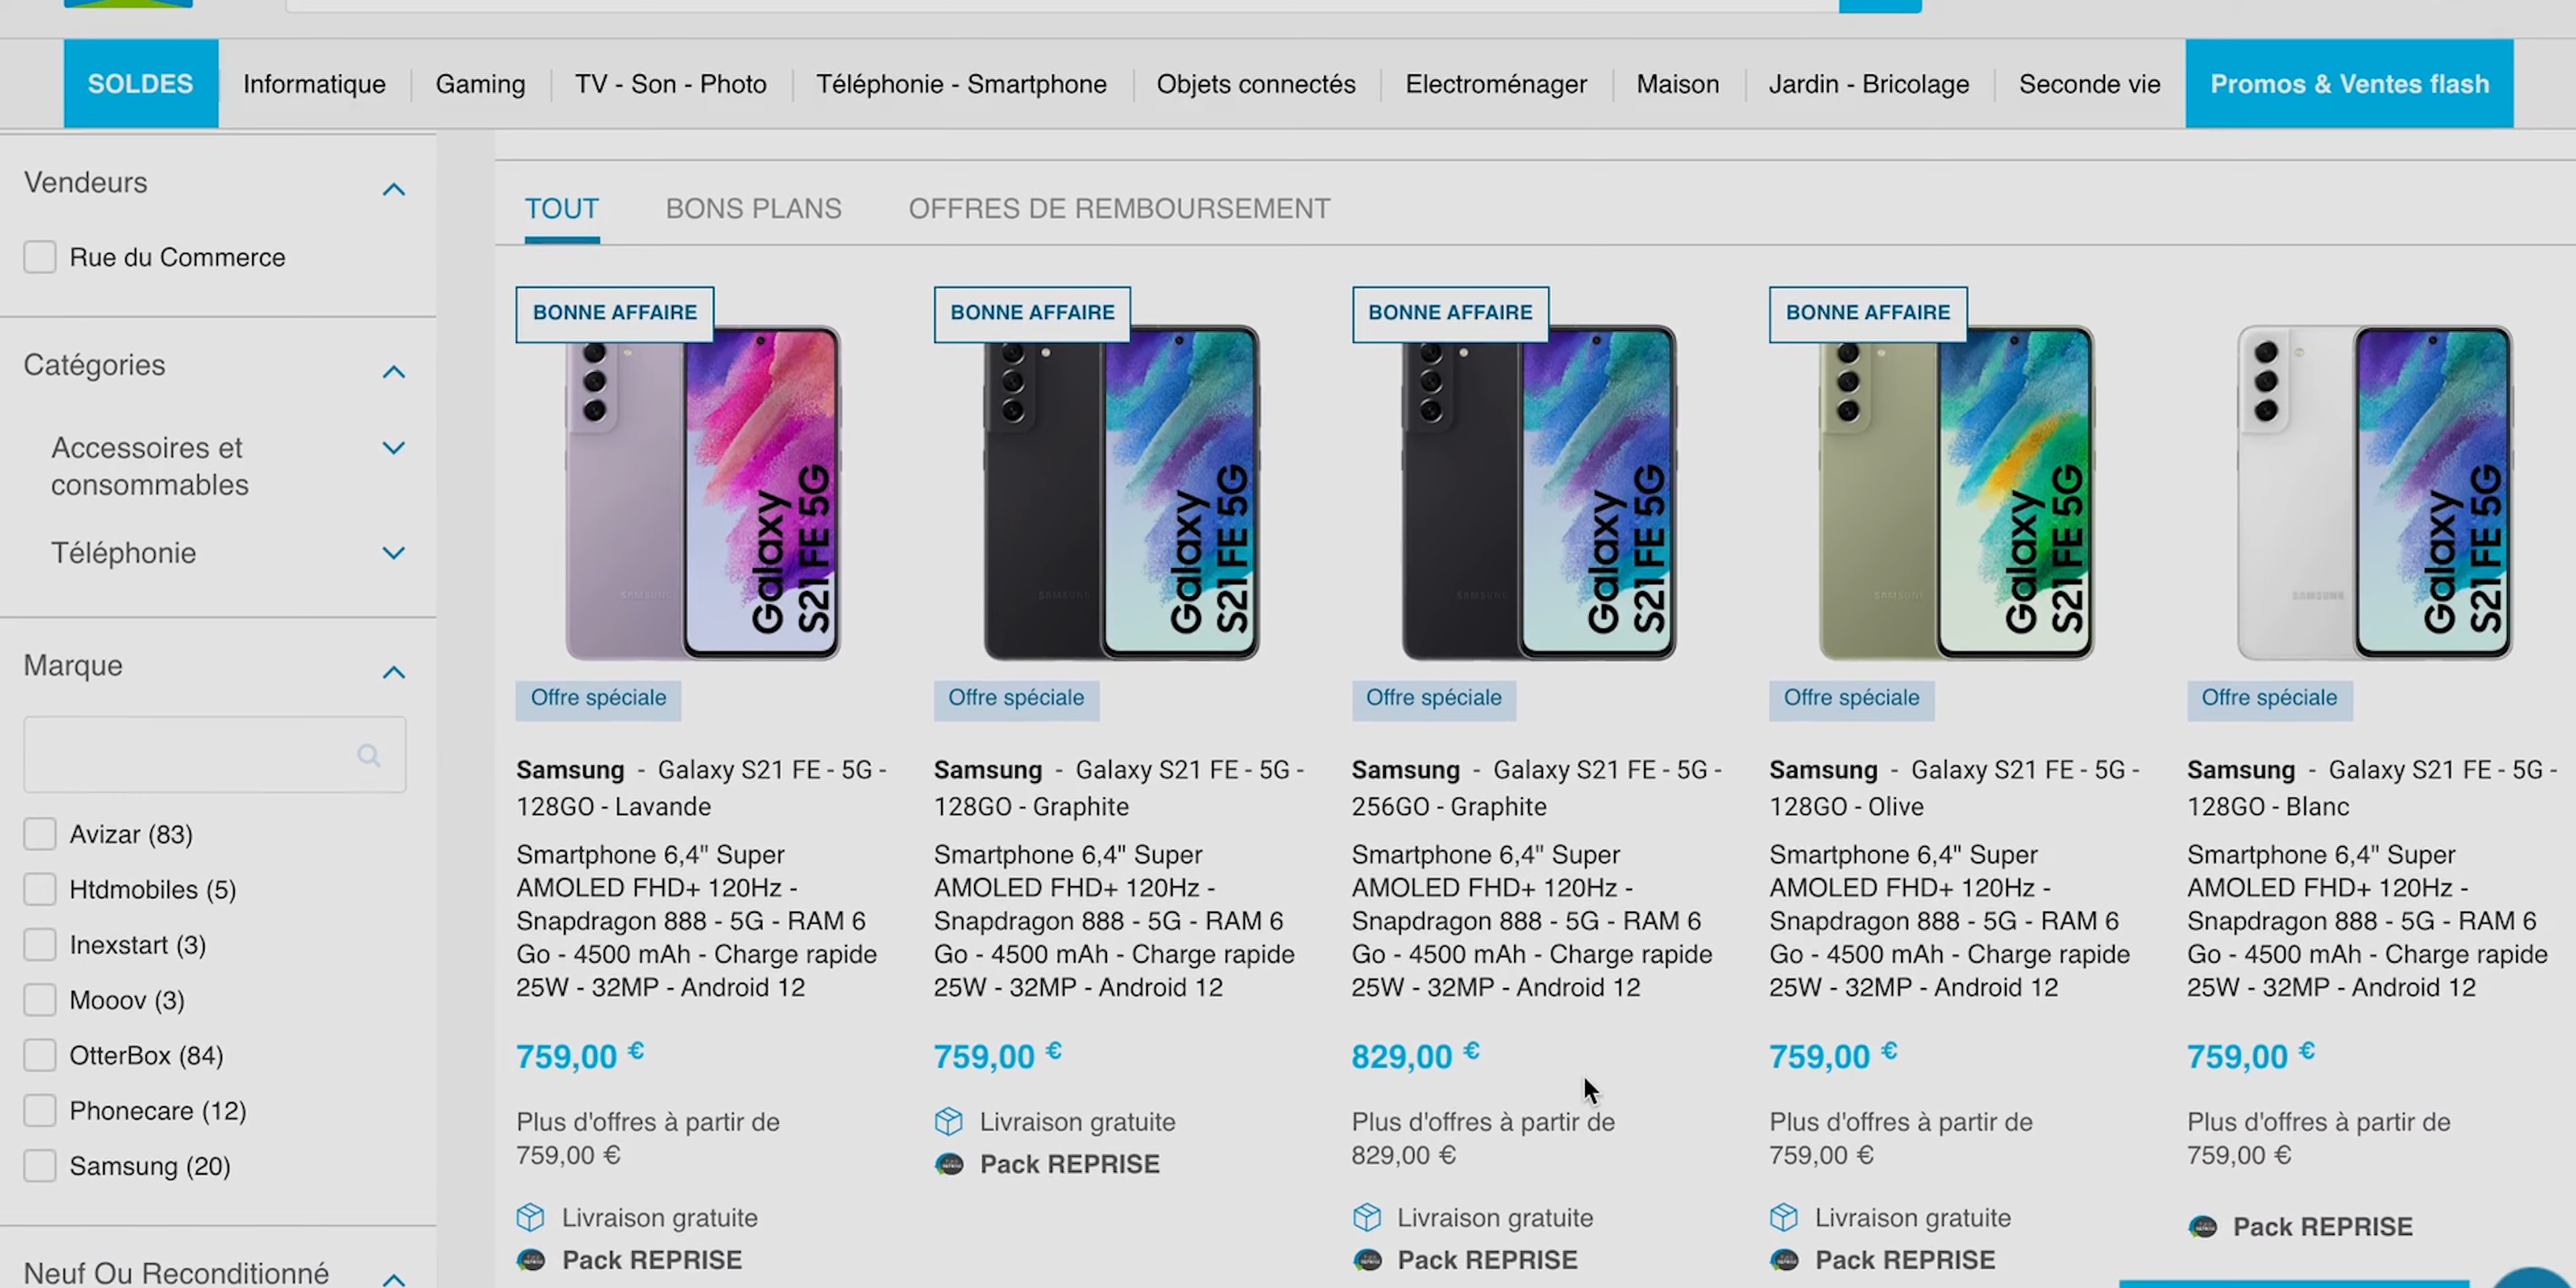 SOLDES
Informatique
Gaming
TV - Son - Photo
Téléphonie - Smartphone
Objets connectés
Electroménager
Maison
Jardin - Bricolage
Seconde vie
Promos & Ventes flash
Vendeurs
Rue du Commerce
Catégories
Accessoires et
consommables
Téléphonie
Marque
Avizar (83)
Htdmobiles (5)
Inexstart (3)
Mooov (3)
OtterBox (84)
Phonecare (12)
Samsung (20)
Neuf Ou Reconditionné
TOUT
BONS PLANS
OFFRES DE REMBOURSEMENT
BONNE AFFAIRE
SAMSUNG
Galaxy
S21 FE 5G
Offre spéciale
Samsung - Galaxy S21 FE - 5G -
128GO - Lavande
Smartphone 6,4" Super
AMOLED FHD+ 120Hz -
Snapdragon 888 - 5G - RAM 6
Go - 4500 mAh - Charge rapide
25W - 32MP - Android 12
759,00 €
Plus d'offres à partir de
759,00 €
Livraison gratuite
Pack REPRISE
BONNE AFFAIRE
SAMSUNG
Galaxy
S21 FE 5G
Offre spéciale
Samsung - Galaxy S21 FE - 5G -
128GO - Graphite
Smartphone 6,4" Super
AMOLED FHD+ 120Hz -
Snapdragon 888 - 5G - RAM 6
Go - 4500 mAh - Charge rapide
25W - 32MP - Android 12
759,00 €
Livraison gratuite
Pack REPRISE
BONNE AFFAIRE
SAMSUNG
Galaxy
S21 FE 5G
Offre spéciale
Samsung - Galaxy S21 FE - 5G -
256GO - Graphite
Smartphone 6,4" Super
AMOLED FHD+ 120Hz -
Snapdragon 888 - 5G - RAM 6
Go - 4500 mAh - Charge rapide
25W - 32MP - Android 12
829,00 €
Plus d'offres à partir de
829,00 €
Livraison gratuite
Pack REPRISE
BONNE AFFAIRE
SAMSUNG
Galaxy
S21 FE 5G
Offre spéciale
Samsung - Galaxy S21 FE - 5G -
128GO - Olive
Smartphone 6,4" Super
AMOLED FHD+ 120Hz -
Snapdragon 888 - 5G - RAM 6
Go - 4500 mAh - Charge rapide
25W - 32MP - Android 12
759,00 €
Plus d'offres à partir de
759,00 €
Livraison gratuite
Pack REPRISE
SAMSUNG
Galaxy
S21 FE 5G
Offre spéciale
Samsung - Galaxy S21 FE - 5G -
128GO - Blanc
Smartphone 6,4" Super
AMOLED FHD+ 120Hz -
Snapdragon 888 - 5G - RAM 6
Go - 4500 mAh - Charge rapide
25W - 32MP - Android 12
759,00 €
Plus d'offres à partir de
759,00 €
Pack REPRISE